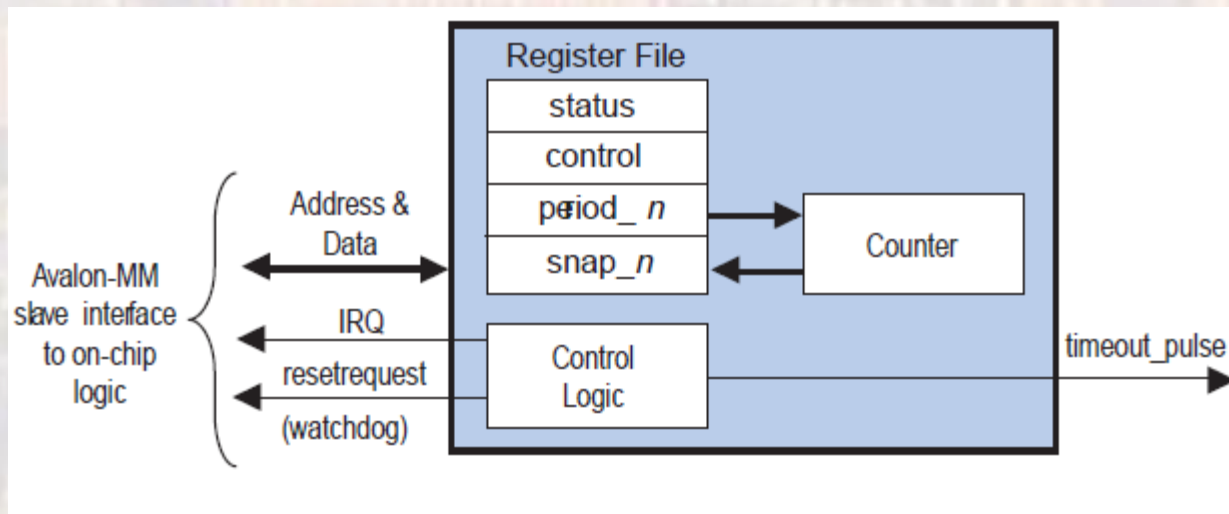 Register File
status
control
period_ n
snap_n
Counter
Address &
Data
Avalon-MM
slave interface
to on-chip
logic
IRQ
resetrequest
(watchdog)
Control
Logic
timeout_pulse